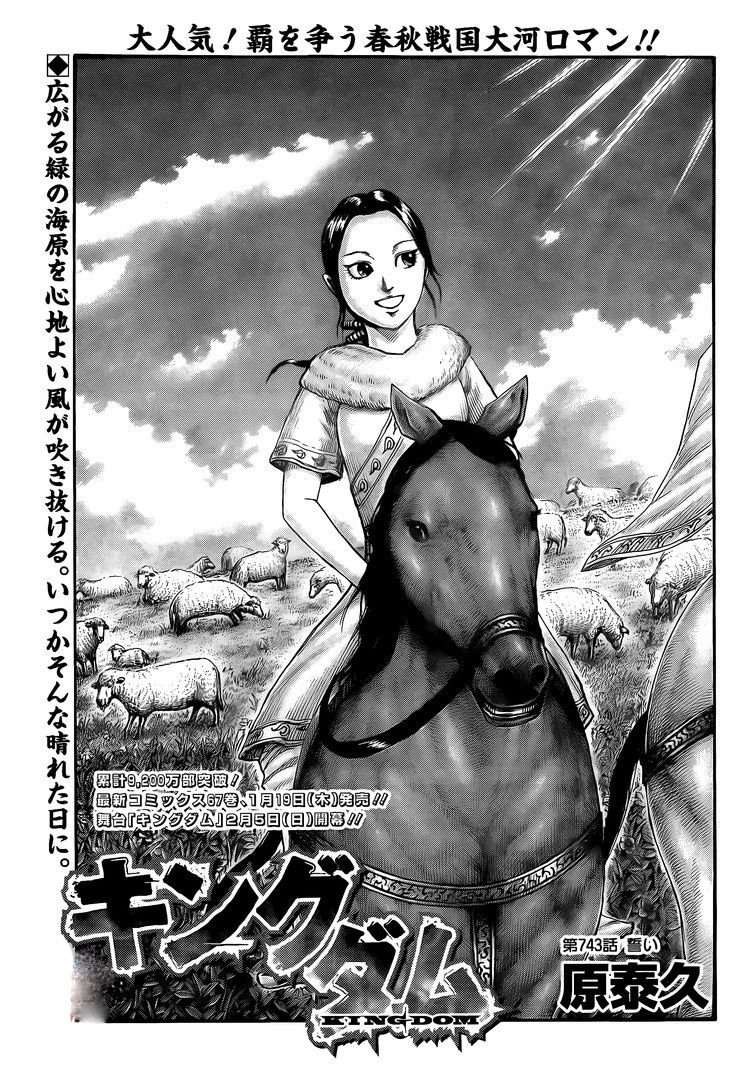 大人気！覇を争う春秋戦国大河ロマン!!
◆広がる緑の海原を心地よい風が吹き抜ける。いつかそんな晴れた日に。
累計9,200万部突破！
最新コミックス67巻、1月19日(木)発売!!
舞台「キングダム」2月5日(日)開幕!!
キングダム
KINGDOM
第743話 誓い
原泰久